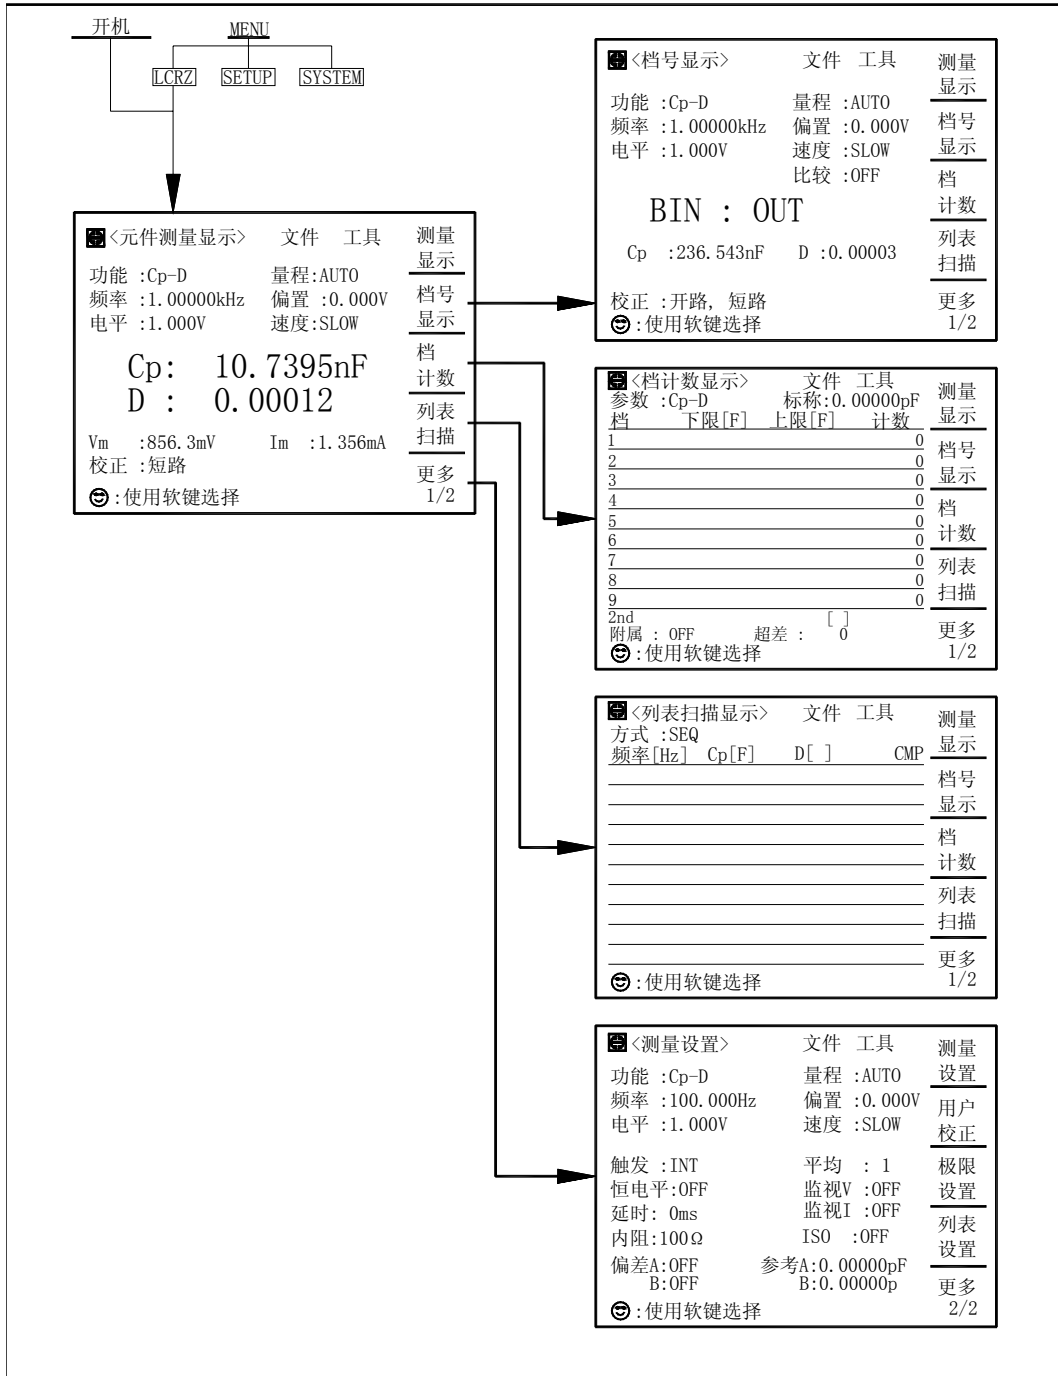 开机
MENU
LCRZ SETUP SYSTEM
<元件测量显示> 文件 工具
功能 :Cp-D 量程:AUTO
频率 :1.00000kHz 偏置 :0.000V
电平 :1.000V 速度:SLOW
Cp: 10.7395nF
D : 0.00012
Vm :856.3mV Im :1.356mA
校正 :短路
:使用软键选择
测量
显示
档号
显示
档
计数
列表
扫描
更多
1/2
<档号显示> 文件 工具
功能 :Cp-D 量程 :AUTO
频率 :1.00000kHz 偏置 :0.000V
电平 :1.000V 速度 :SLOW
比较 :OFF
BIN : OUT
Cp :236.543nF D :0.00003
校正 :开路, 短路
:使用软键选择
测量
显示
档号
显示
档
计数
列表
扫描
更多
1/2
<档计数显示> 文件 工具
参数 :Cp-D 标称:0.00000pF
档 下限[F] 上限[F] 计数
1 0
2 0
3 0
4 0
5 0
6 0
7 0
8 0
9 0
2nd [ ]
附属 : OFF 超差 : 0
:使用软键选择
测量
显示
档号
显示
档
计数
列表
扫描
更多
1/2
<列表扫描显示> 文件 工具
方式 :SEQ
频率[Hz] Cp[F] D[ ] CMP
:使用软键选择
测量
显示
档号
显示
档
计数
列表
扫描
更多
1/2
<测量设置> 文件 工具
功能 :Cp-D 量程 :AUTO
频率 :100.000Hz 偏置 :0.000V
电平 :1.000V 速度 :SLOW
触发 :INT 平均 : 1
恒电平:OFF 监视V :OFF
延时: 0ms 监视I :OFF
内阻:100Ω ISO :OFF
偏差A:OFF 参考A:0.00000pF
B:OFF B:0.00000p
:使用软键选择
测量
设置
用户
校正
极限
设置
列表
设置
更多
2/2